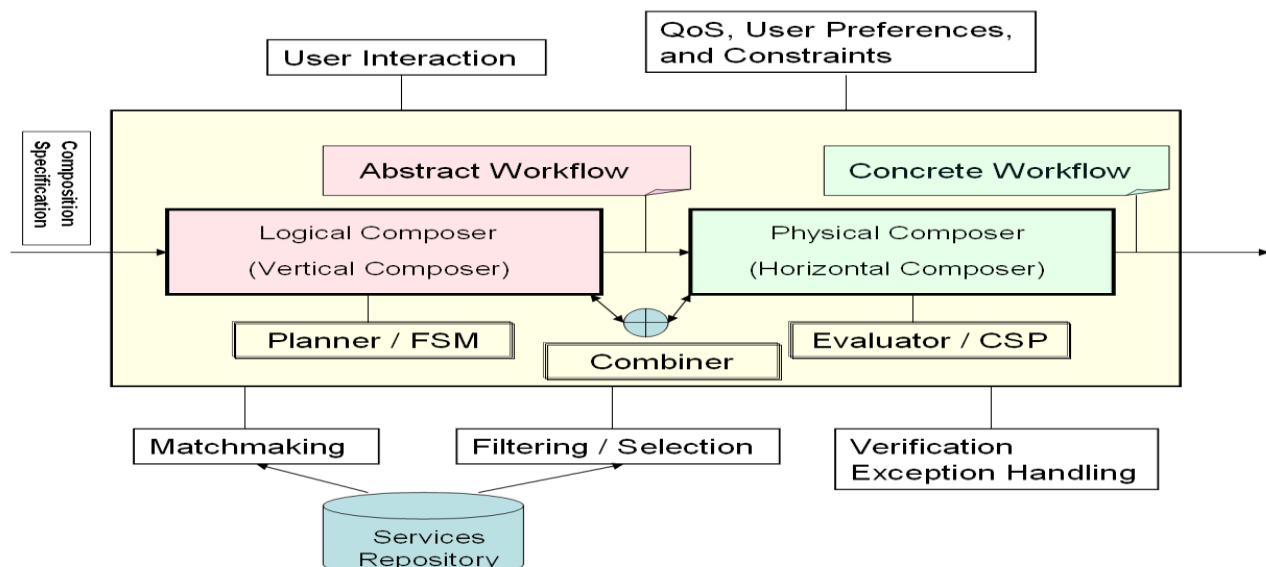 User Interaction
QoS, User Preferences,
and Constraints
Composition
Specification
Abstract Workflow
Concrete Workflow
Logical Composer
(Vertical Composer)
Physical Composer
(Horizontal Composer)
Planner / FSM
Combiner
Evaluator / CSP
Matchmaking
Filtering / Selection
Verification
Exception Handling
Services
Repository